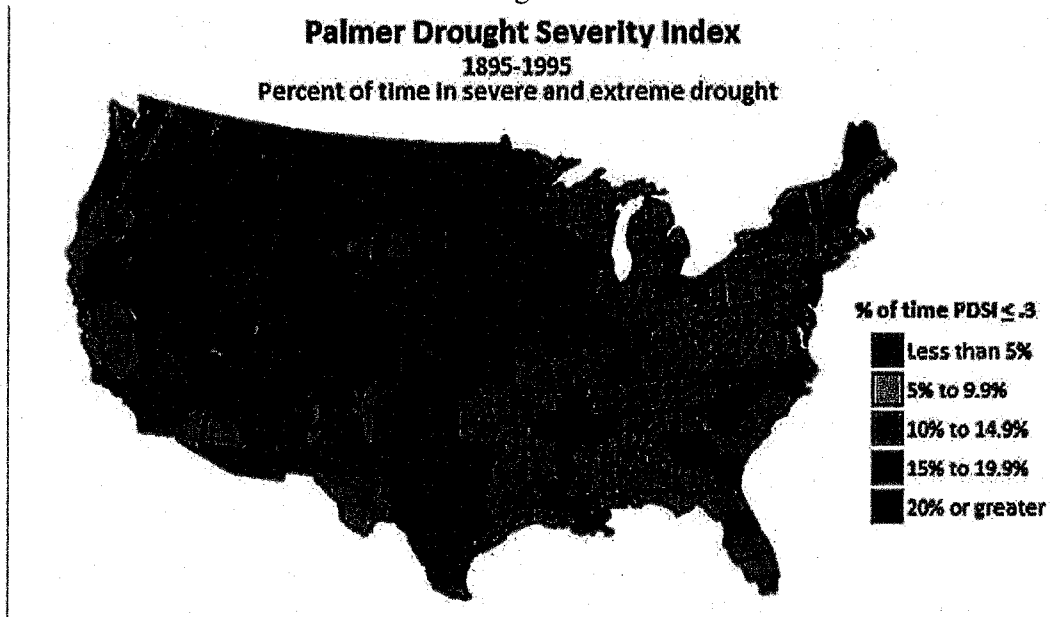 Palmer Drought Severity Index
1895-1995
Percent of time in severe and extreme drought
% of time PDSI ≤ .3
Less than 5%
5% to 9.9%
10% to 14.9%
15% to 19.9%
20% or greater